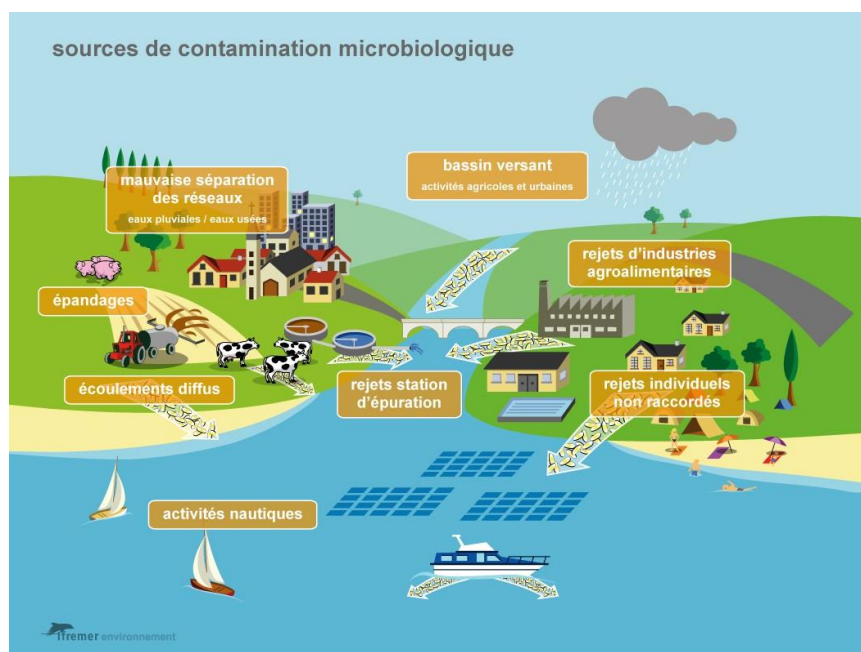 sources de contamination microbiologique
mauvaise séparation
des réseaux
eaux pluviales / eaux usées
bassin versant
activités agricoles et urbaines
rejets d'industries
agroalimentaires
épandages
écoulements diffus
rejets station
d'épuration
rejets individuels
non raccordés
activités nautiques
ifremer environnement